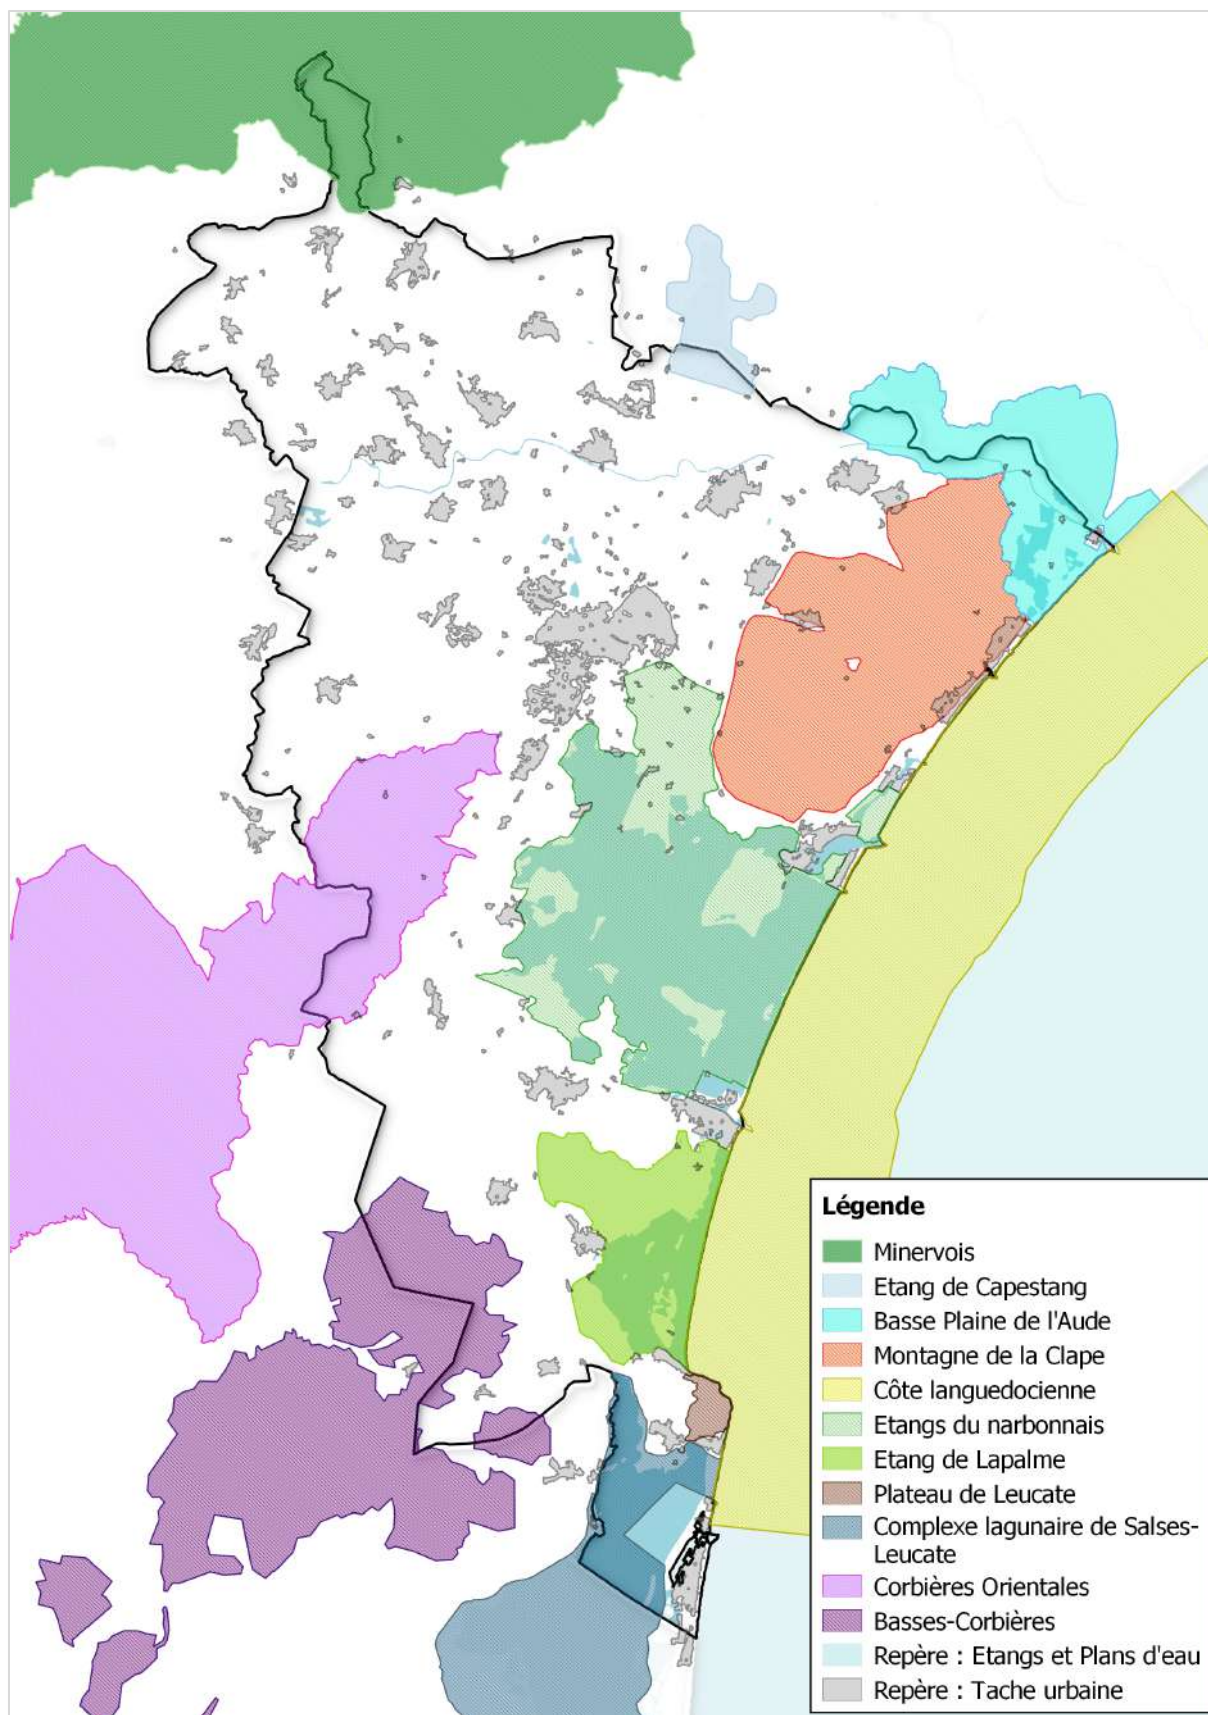 Légende
Minervois
Etang de Capestang
Basse Plaine de l'Aude
Montagne de la Clape
Côte languedocienne
Etangs du narbonnais
Etang de Lapalme
Plateau de Leucate
Complexe lagunaire de Salses-
Leucate
Corbières Orientales
Basses-Corbières
Repère : Etangs et Plans d'eau
Repère : Tache urbaine